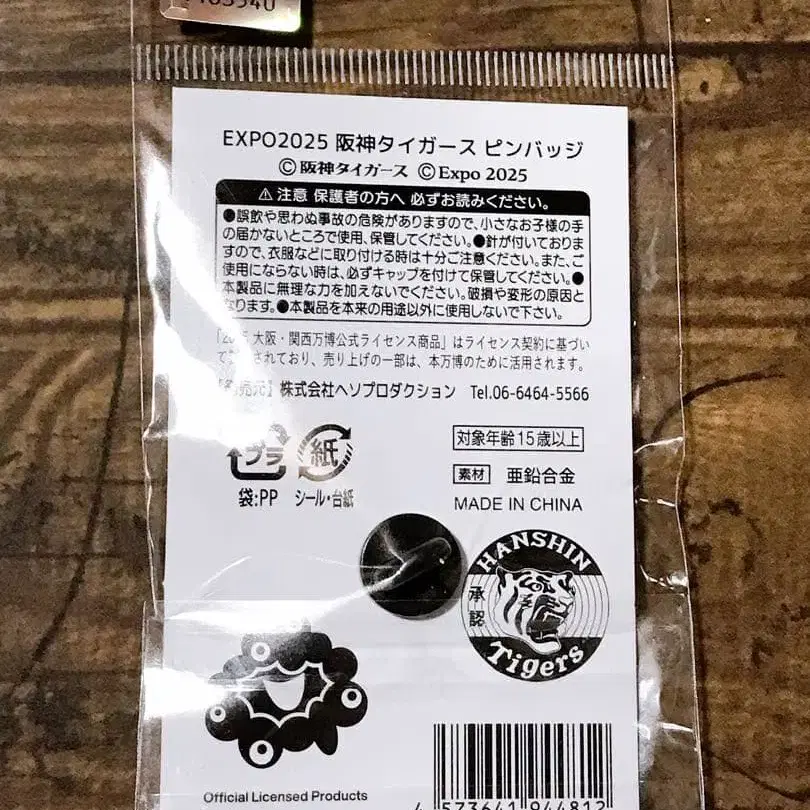 EXPO2025 阪神タイガース ピンバッジ
©阪神タイガース ©Expo 2025
⚠注意 保護者の方へ 必ずお読みください。
●誤飲や思わぬ事故の危険がありますので、小さなお子様の手
の届かないところで使用、保管してください。●針が付いておりま
すので、衣服などに取り付ける時は十分ご注意ください。また、ご
使用にならない時は、必ずキャップを付けて保管してください。●
本製品に無理な力を加えないでください。破損や変形の原因と
なります。●本製品を本来の用途以外に使用しないで下さい。
大阪・関西万博公式ライセンス商品」はライセンス契約に基づい
されており、売り上げの一部は、本万博のために活用されます。
株式会社ヘソプロダクション Tel.06-6464-5566
プラ
紙
袋:PP シール・台紙
対象年齢15歳以上
素材 亜鉛合金
MADE IN CHINA
HANSHIN
承認
Tigers
Official Licensed Products
4 573641 944812